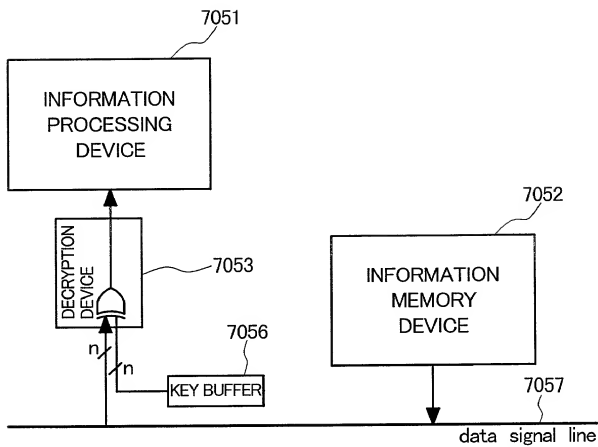 7051
INFORMATION
PROCESSING
DEVICE
7052
DECRYPTION
DEVICE
7053
INFORMATION
MEMORY
DEVICE
n
n
7056
KEY BUFFER
7057
data signal line